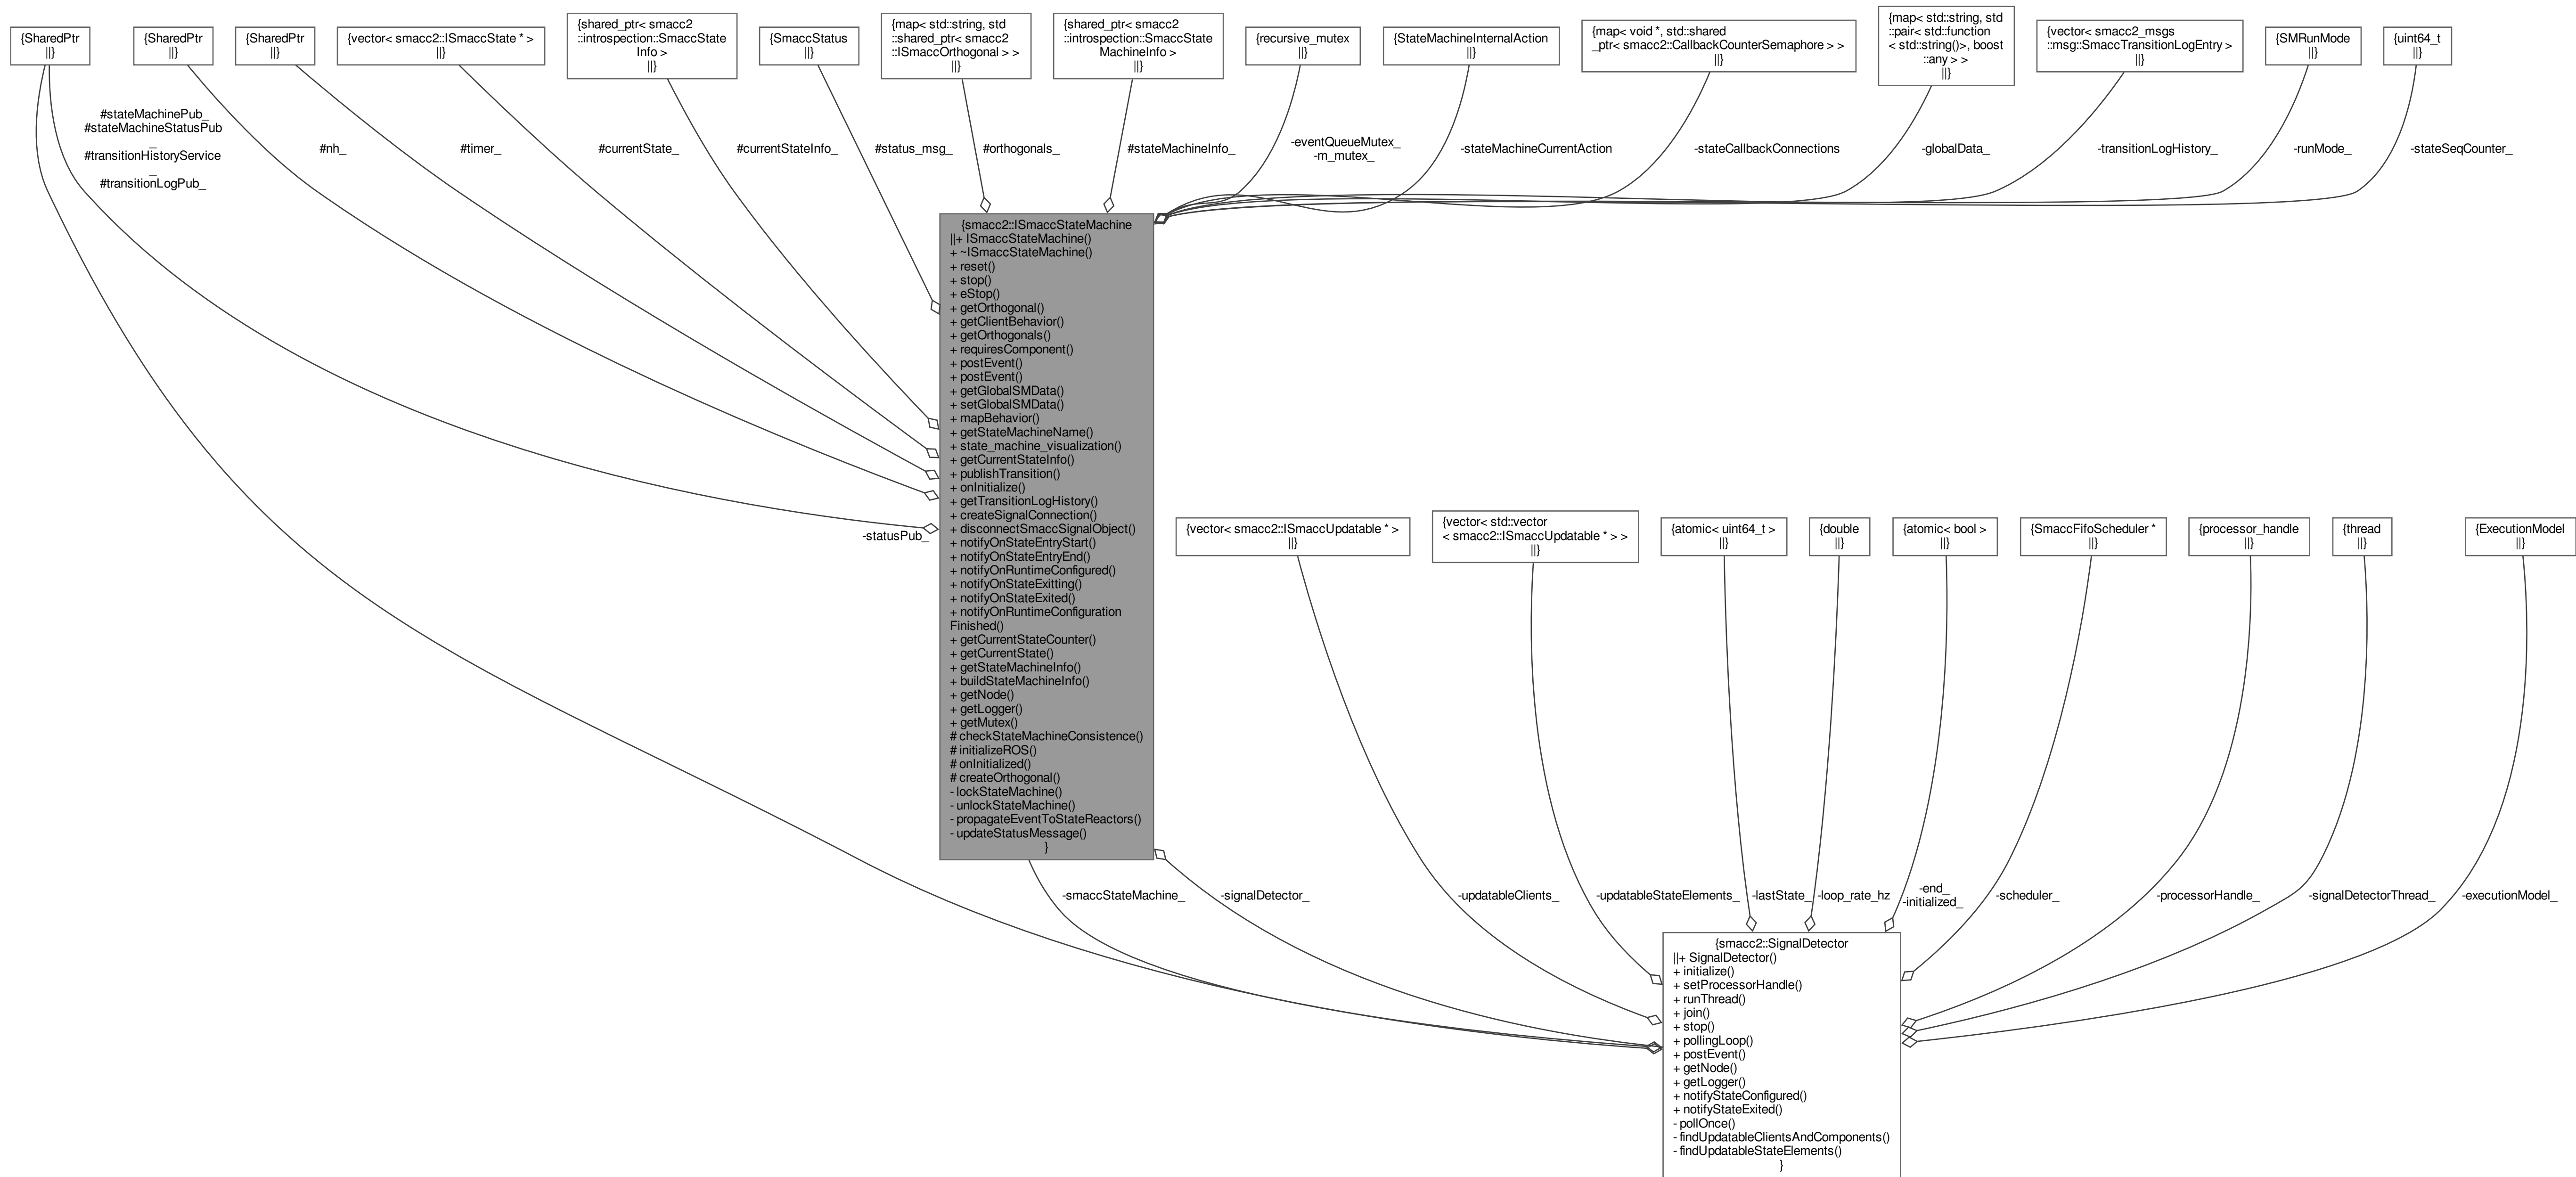 {SharedPtr
||}
{SharedPtr
||}
{SharedPtr
||}
{vector< smacc2::ISmaccState * >
||}
{shared_ptr< smacc2
::introspection::SmaccState
Info >
||}
{SmaccStatus
||}
{map< std::string, std
::shared_ptr< smacc2
::ISmaccOrthogonal > >
||}
{shared_ptr< smacc2
::introspection::SmaccState
MachineInfo >
||}
{recursive_mutex
||}
{StateMachineInternalAction
||}
{map< void *, std::shared
_ptr< smacc2::CallbackCounterSemaphore > >
||}
{map< std::string, std
::pair< std::function
< std::string()>, boost
::any > >
||}
{vector< smacc2_msgs
::msg::SmaccTransitionLogEntry >
||}
{SMRunMode
||}
{uint64_t
||}
#stateMachinePub_
#stateMachineStatusPub
_
#transitionHistoryService
_
#transitionLogPub_
#nh_
#timer_
#currentState_
#currentStateInfo_
#status_msg_
#orthogonals_
#stateMachineInfo_
-eventQueueMutex_
-m_mutex_
-stateMachineCurrentAction
-stateCallbackConnections
-globalData_
-transitionLogHistory_
-runMode_
-stateSeqCounter_
{smacc2::ISmaccStateMachine
||+ ISmaccStateMachine()
+ ~ISmaccStateMachine()
+ reset()
+ stop()
+ eStop()
+ getOrthogonal()
+ getClientBehavior()
+ getOrthogonals()
+ requiresComponent()
+ postEvent()
+ postEvent()
+ getGlobalSMData()
+ setGlobalSMData()
+ mapBehavior()
+ getStateMachineName()
+ state_machine_visualization()
+ getCurrentStateInfo()
+ publishTransition()
+ onInitialize()
+ getTransitionLogHistory()
+ createSignalConnection()
+ disconnectSmaccSignalObject()
+ notifyOnStateEntryStart()
+ notifyOnStateEntryEnd()
+ notifyOnRuntimeConfigured()
+ notifyOnStateExitting()
+ notifyOnStateExited()
+ notifyOnRuntimeConfiguration
Finished()
+ getCurrentStateCounter()
+ getCurrentState()
+ getStateMachineInfo()
+ buildStateMachineInfo()
+ getNode()
+ getLogger()
+ getMutex()
# checkStateMachineConsistence()
# initializeROS()
# onInitialized()
# createOrthogonal()
- lockStateMachine()
- unlockStateMachine()
- propagateEventToStateReactors()
- updateStatusMessage()
}
-statusPub_
{vector< smacc2::ISmaccUpdatable * >
||}
{vector< std::vector
< smacc2::ISmaccUpdatable * > >
||}
{atomic< uint64_t >
||}
{double
||}
{atomic< bool >
||}
{SmaccFifoScheduler *
||}
{processor_handle
||}
{thread
||}
{ExecutionModel
||}
-smaccStateMachine_
-signalDetector_
-updatableClients_
-updatableStateElements_
-lastState_
-loop_rate_hz
-end_
-initialized_
-scheduler_
-processorHandle_
-signalDetectorThread_
-executionModel_
{smacc2::SignalDetector
||+ SignalDetector()
+ initialize()
+ setProcessorHandle()
+ runThread()
+ join()
+ stop()
+ pollingLoop()
+ postEvent()
+ getNode()
+ getLogger()
+ notifyStateConfigured()
+ notifyStateExited()
- pollOnce()
- findUpdatableClientsAndComponents()
- findUpdatableStateElements()
}